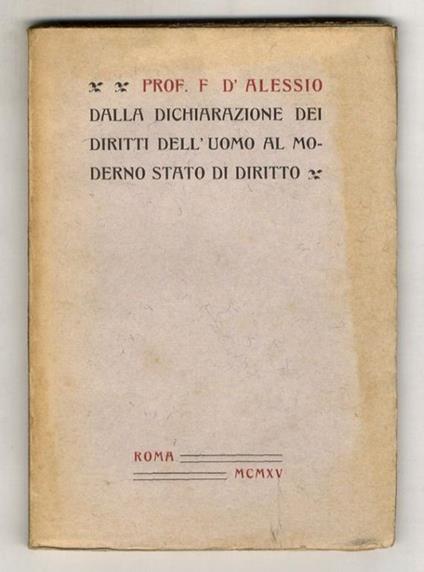 PROF. F D' ALESSIO
DALLA DICHIARAZIONE DEI
DIRITTI DELL' UOMO AL MO-
DERNO STATO DI DIRITTO
ROMA
MCMXV